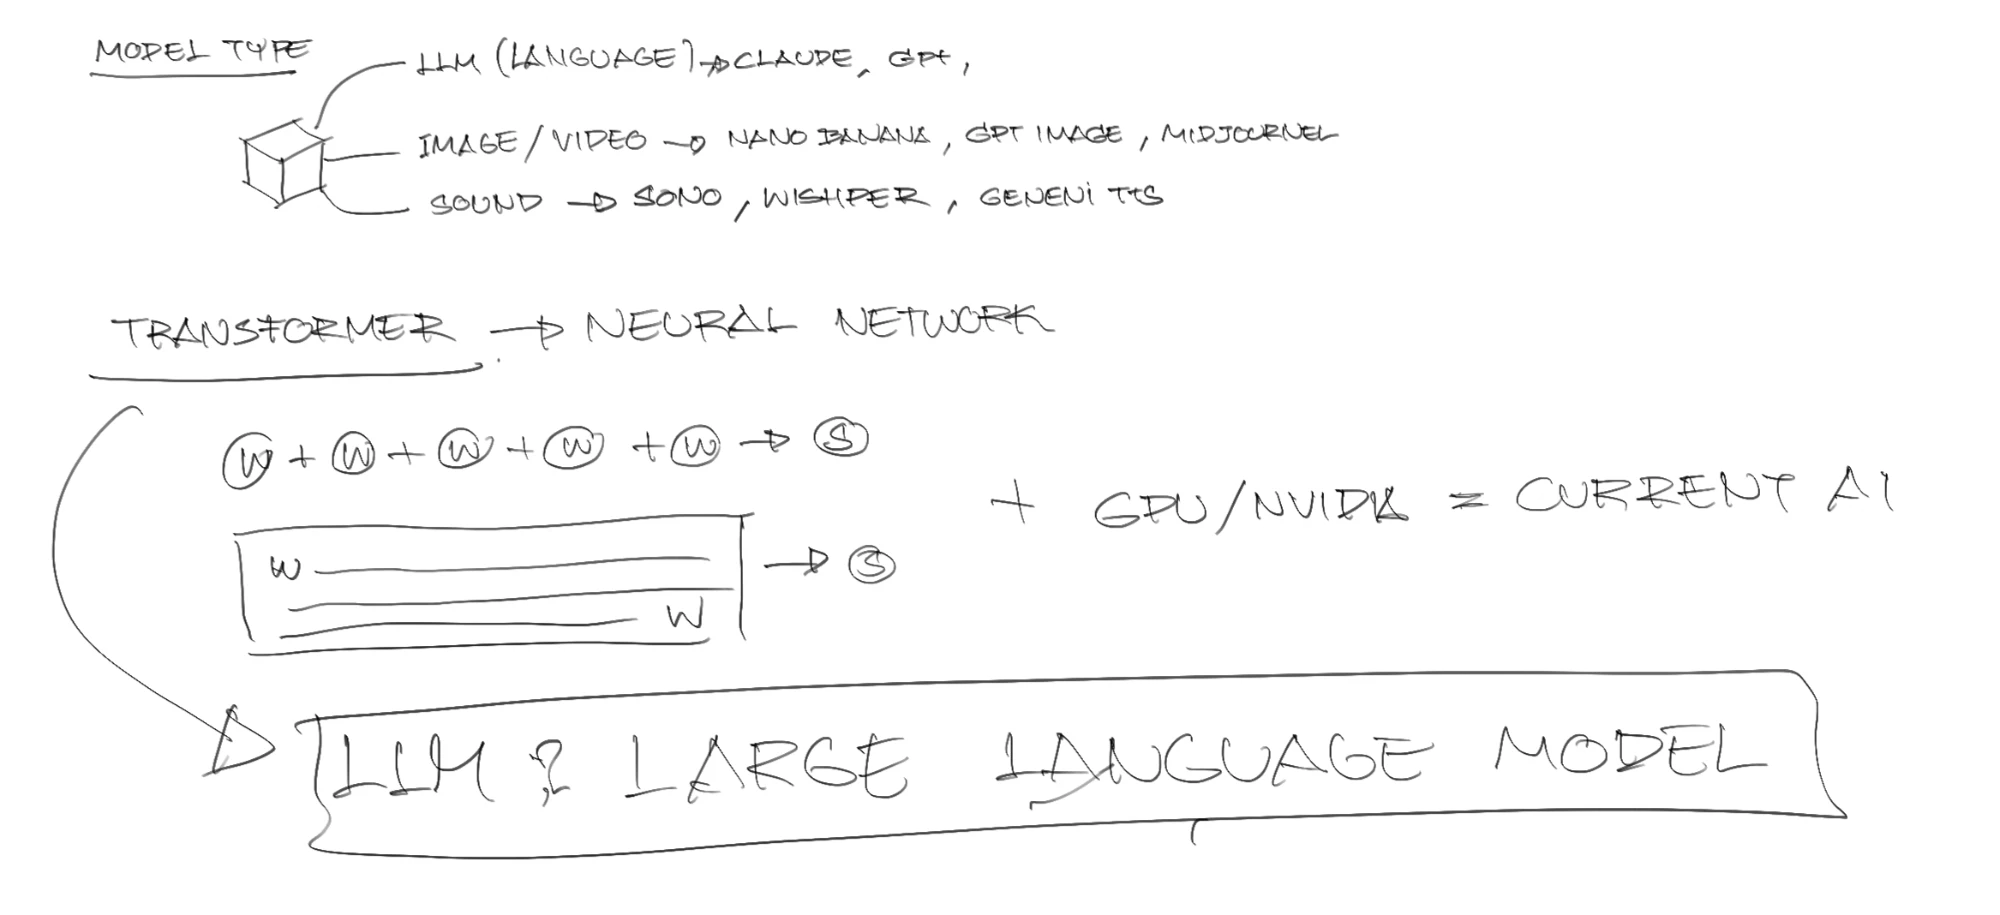 MODEL TYPE
LLM (LANGUAGE) → CLAUDE, GPT,
IMAGE/VIDEO → NANO BANANA, GPT IMAGE, MIDJOURNEL
SOUND → SONO, WISHPER, GENENI TTS
TRANSFORMER → NEURAL NETWORK
W + W + W + W + W → S
+ GPU/NVIDIA = CURRENT AI
W → S
W
LLM ? LARGE LANGUAGE MODEL